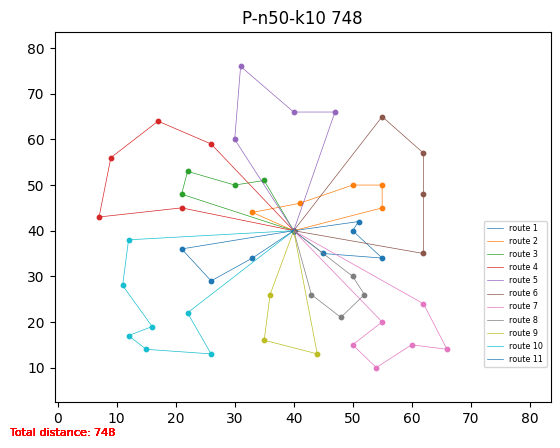 P-n50-k10 748
80
70
60
50
40
30
20
10
0 10 20 30 40 50 60 70 80
route 1
route 2
route 3
route 4
route 5
route 6
route 7
route 8
route 9
route 10
route 11
Total distance: 748